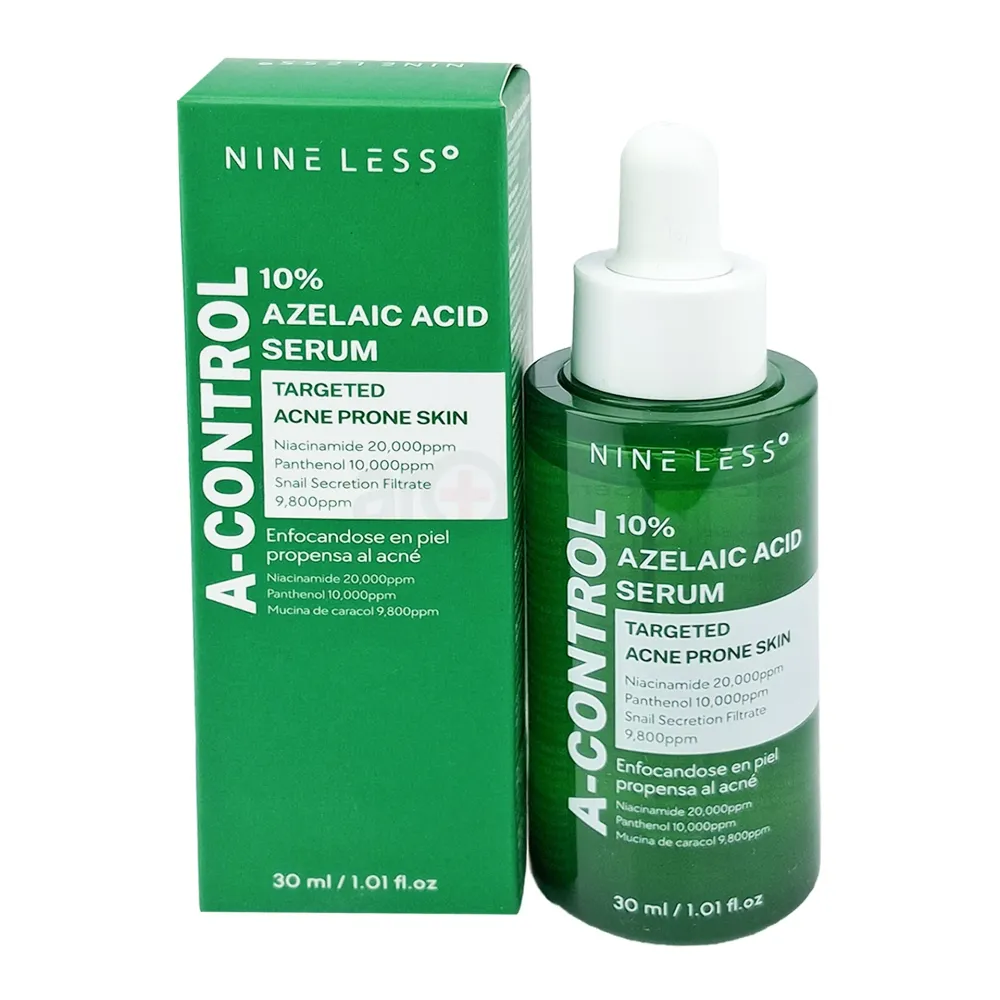 NINE LESS°
NINE LESS°
A-CONTROL
10%
AZELAIC ACID
SERUM
TARGETED
ACNE PRONE SKIN
Niacinamide 20,000ppm
Panthenol 10,000ppm
Snail Secretion Filtrate
9,800ppm
Enfocandose en piel
propensa al acné
Niacinamide 20,000ppm
Panthenol 10,000ppm
Mucina de caracol 9,800ppm
30 ml / 1.01 fl.oz
NINE LESS°
A-CONTROL
10%
AZELAIC ACID
SERUM
TARGETED
ACNE PRONE SKIN
Niacinamide 20,000ppm
Panthenol 10,000ppm
Snail Secretion Filtrate
9,800ppm
Enfocandose en piel
propensa al acné
Niacinamide 20,000ppm
Panthenol 10,000ppm
Mucina de caracol 9,800ppm
30 ml / 1.01 fl.oz